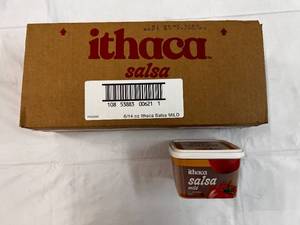 ithaca
salsa
108 53883 00621 1
6/14 oz Ithaca Salsa MILD
ithaca
salsa
mild